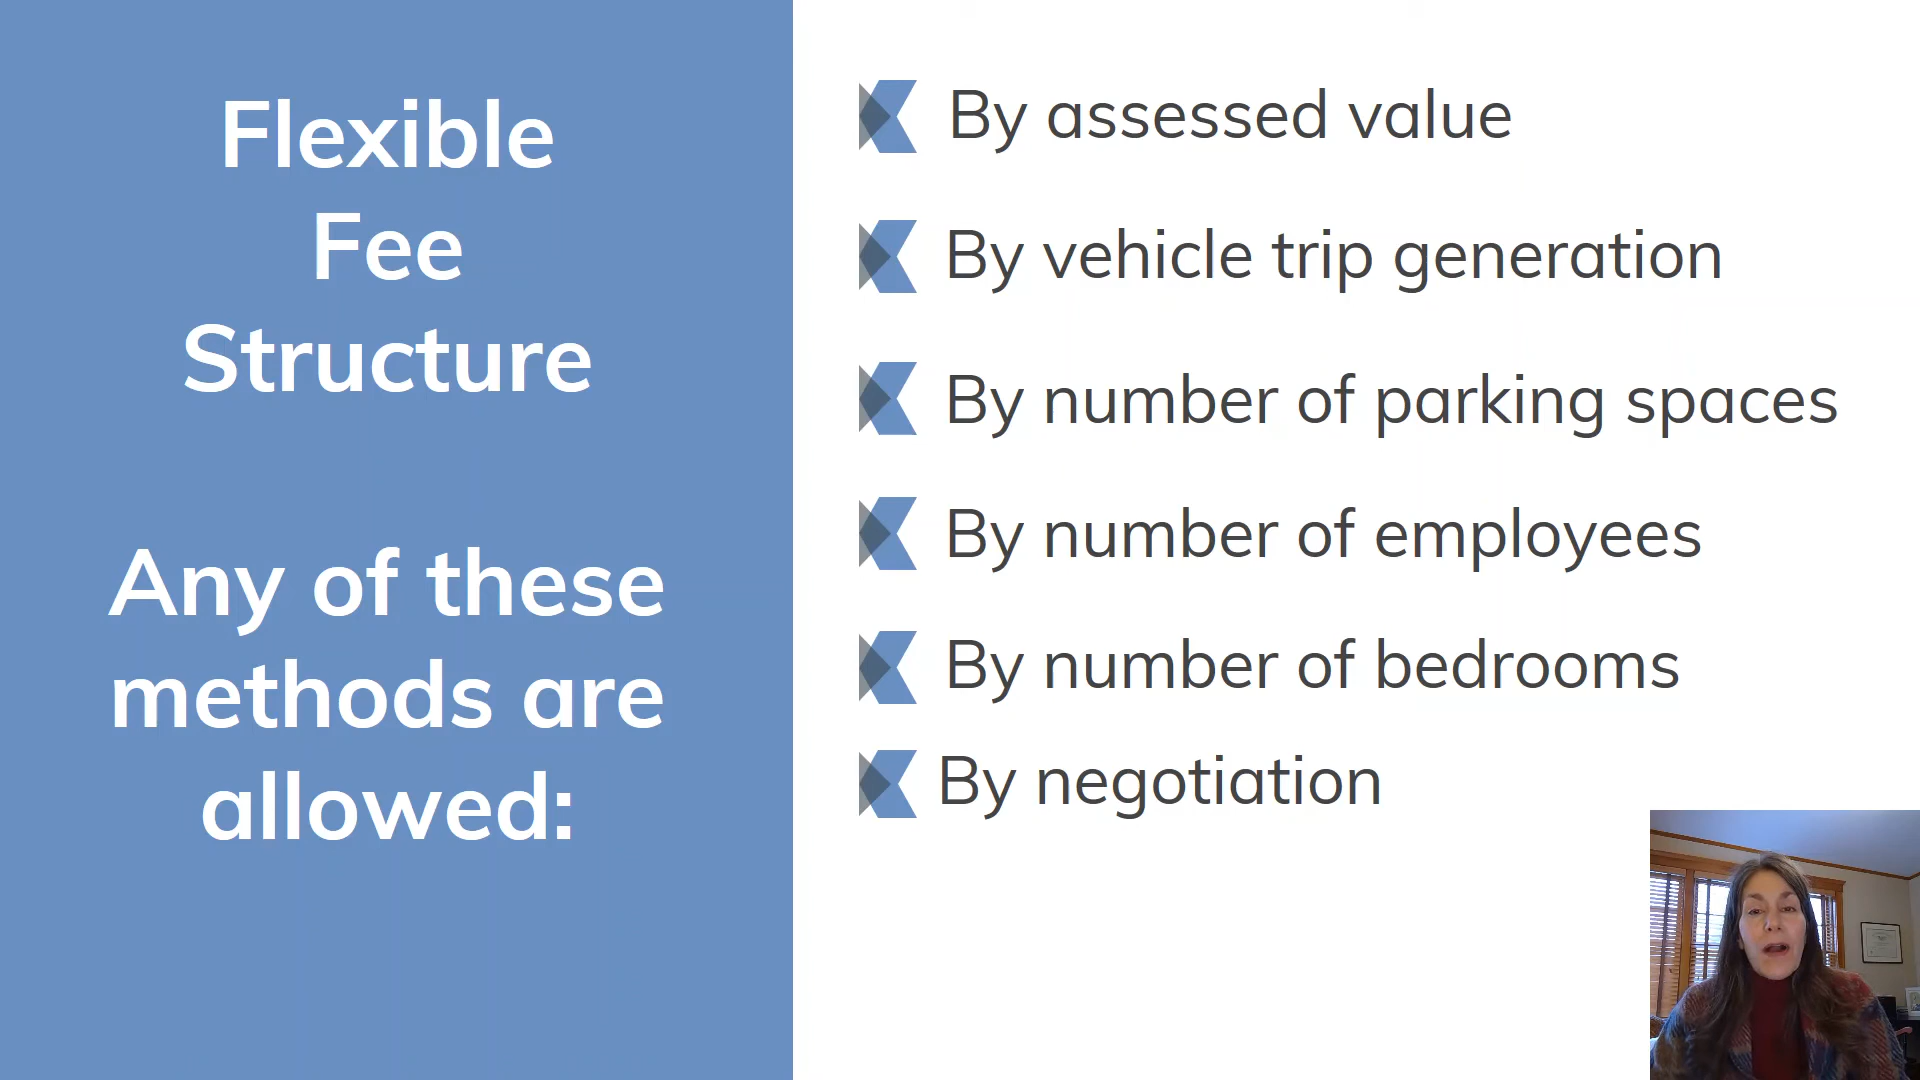 Flexible
Fee
Structure
Any of these
methods are
allowed:
By assessed value
By vehicle trip generation
By number of parking spaces
By number of employees
By number of bedrooms
By negotiation